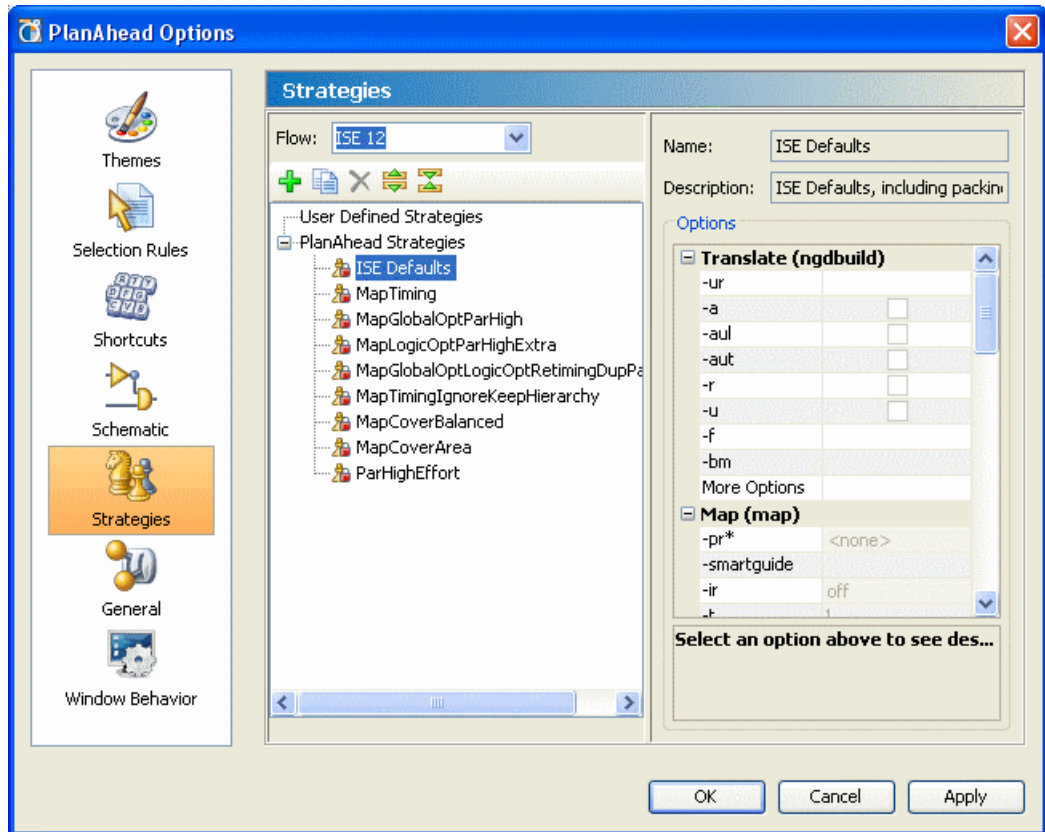 PlanAhead Options
Themes
Selection Rules
Shortcuts
Schematic
Strategies
General
Window Behavior
Strategies
Flow: ISE 12
User Defined Strategies
PlanAhead Strategies
ISE Defaults
MapTiming
MapGlobalOptParHigh
MapLogicOptParHighExtra
MapGlobalOptLogicOptRetimingDupPa
MapTimingIgnoreKeepHierarchy
MapCoverBalanced
MapCoverArea
ParHighEffort
Name: ISE Defaults
Description: ISE Defaults, including packin
Options
Translate (ngdbuild)
-ur
-a
-aul
-aut
-r
-u
-f
-bm
More Options
Map (map)
-pr* <none>
-smartguide
-ir off
-t 1
Select an option above to see des...
OK Cancel Apply